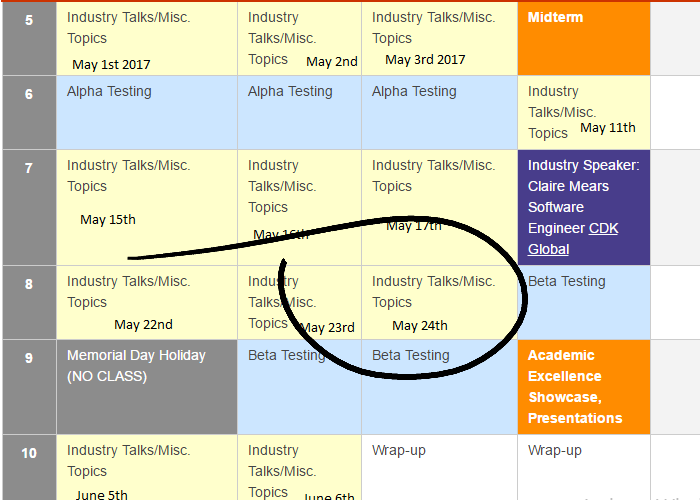 5
Industry Talks/Misc.
Topics
May 1st 2017
Industry
Talks/Misc.
Topics
May 2nd
Industry Talks/Misc.
Topics
May 3rd 2017
Midterm
6
Alpha Testing
Alpha Testing
Alpha Testing
Industry
Talks/Misc.
Topics
May 11th
7
Industry Talks/Misc.
Topics
May 15th
Industry
Talks/Misc.
Topics
May 16th
Industry Talks/Misc.
Topics
May 17th
Industry Speaker:
Claire Mears
Software
Engineer CDK
Global
8
Industry Talks/Misc.
Topics
May 22nd
Industry
Talks/Misc.
Topics
May 23rd
Industry Talks/Misc.
Topics
May 24th
Beta Testing
9
Memorial Day Holiday
(NO CLASS)
Beta Testing
Beta Testing
Academic
Excellence
Showcase,
Presentations
10
Industry Talks/Misc.
Topics
June 5th
Industry
Talks/Misc.
Topics
June 6th
Wrap-up
Wrap-up